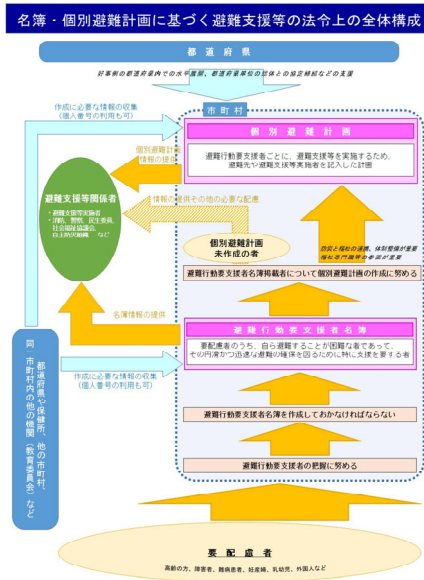 名簿・個別避難計画に基づく避難支援等の法令上の全体構成
都道府県
好事例の都道府県内での水平展開、都道府県単位の団体との協定締結などの支援
市町村
作成に必要な情報の収集
(個人番号の利用も可)
個別避難計画
避難行動要支援者ごとに、避難支援等を実施するため、
避難先や避難支援等実施者を記入した計画
個別避難計画
情報の提供
避難支援等関係者
・避難支援等実施者
・消防、警察、民生委員、
社会福祉協議会、
自主防災組織 など
情報の提供その他の必要な配慮
個別避難計画
未作成の者
防災と福祉の連携、体制整備が重要
福祉専門職等の参画が重要
避難行動要支援者名簿掲載者について個別避難計画の作成に努める
名簿情報の提供
避難行動要支援者名簿
要配慮者のうち、自ら避難することが困難な者であって、
その円滑かつ迅速な避難の確保を図るために特に支援を要する者
作成に必要な情報の収集
(個人番号の利用も可)
都道府県や保健所、他の市町村、
同一市町村内の他の機関(教育委員会)など
避難行動要支援者名簿を作成しておかなければならない
避難行動要支援者の把握に努める
要配慮者
高齢の方、障害者、難病患者、妊産婦、乳幼児、外国人など